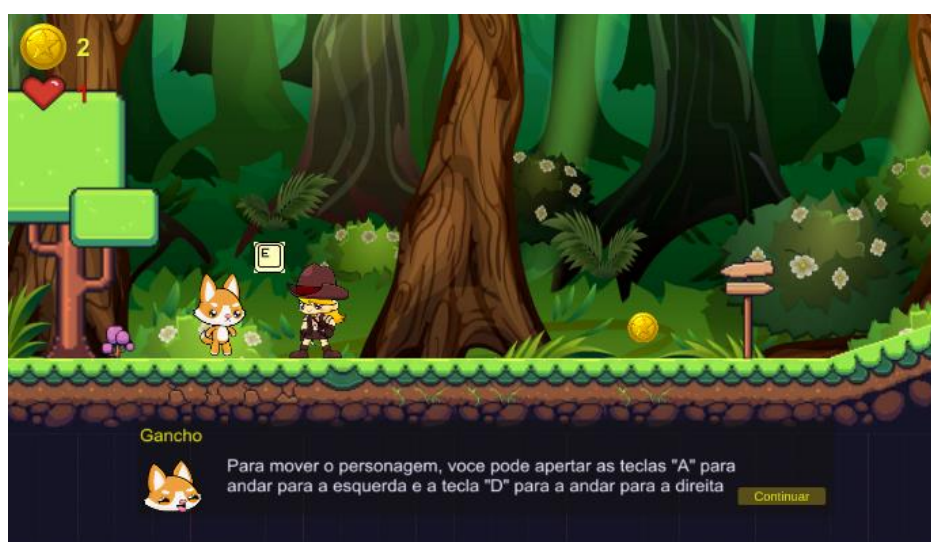 2
1
E
Gancho
Para mover o personagem, voce pode apertar as teclas "A" para
andar para a esquerda e a tecla "D" para a andar para a direita
Continuar